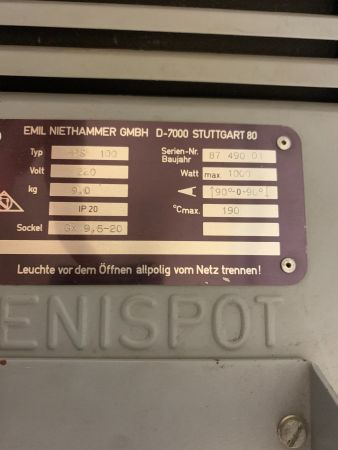 EMIL NIETHAMMER GMBH D-7000 STUTTGART 80
Typ HPS 100 Serien-Nr. Baujahr 87 490 01
Volt 220 Watt max. 1000
kg 9,0 90°-0-90°
IP 20 °Cmax. 190
Sockel GX 9,5-20
Leuchte vor dem Öffnen allpolig vom Netz trennen!
ENISPOT